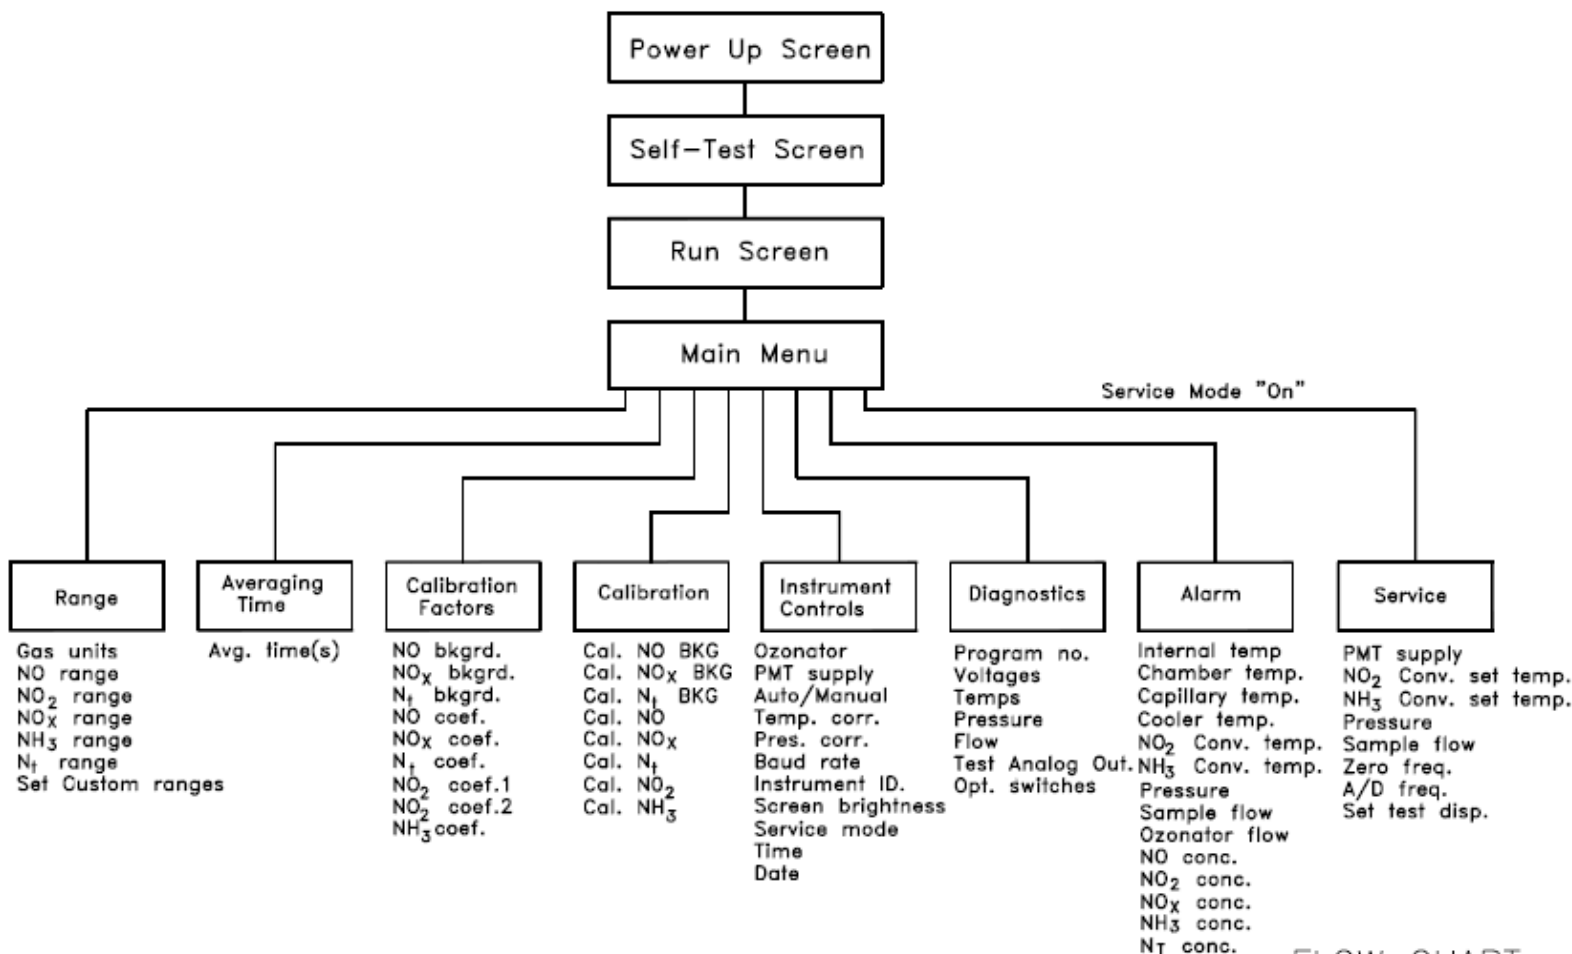 Power Up Screen
Self-Test Screen
Run Screen
Main Menu
Service Mode "On"
Range
Gas units
NO range
NO₂ range
NOₓ range
NH₃ range
Nₜ range
Set Custom ranges
Averaging
Time
Avg. time(s)
Calibration
Factors
NO bkgrd.
NOₓ bkgrd.
Nₜ bkgrd.
NO coef.
NOₓ coef.
Nₜ coef.
NO₂ coef.1
NO₂ coef.2
NH₃ coef.
Calibration
Cal. NO BKG
Cal. NOₓ BKG
Cal. Nₜ BKG
Cal. NO
Cal. NOₓ
Cal. Nₜ
Cal. NO₂
Cal. NH₃
Instrument
Controls
Ozonator
PMT supply
Auto/Manual
Temp. corr.
Pres. corr.
Baud rate
Instrument ID.
Screen brightness
Service mode
Time
Date
Diagnostics
Program no.
Voltages
Temps
Pressure
Flow
Test Analog Out.
Opt. switches
Alarm
Internal temp
Chamber temp.
Capillary temp.
Cooler temp.
NO₂ Conv. temp.
NH₃ Conv. temp.
Pressure
Sample flow
Ozonator flow
NO conc.
NO₂ conc.
NOₓ conc.
NH₃ conc.
N_T conc.
Service
PMT supply
NO₂ Conv. set temp.
NH₃ Conv. set temp.
Pressure
Sample flow
Zero freq.
A/D freq.
Set test disp.
FLOW CHART